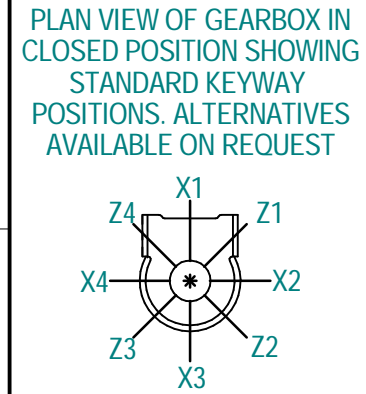 PLAN VIEW OF GEARBOX IN
CLOSED POSITION SHOWING
STANDARD KEYWAY
POSITIONS. ALTERNATIVES
AVAILABLE ON REQUEST
X1
Z4 Z1
X4 X2
Z3 Z2
X3